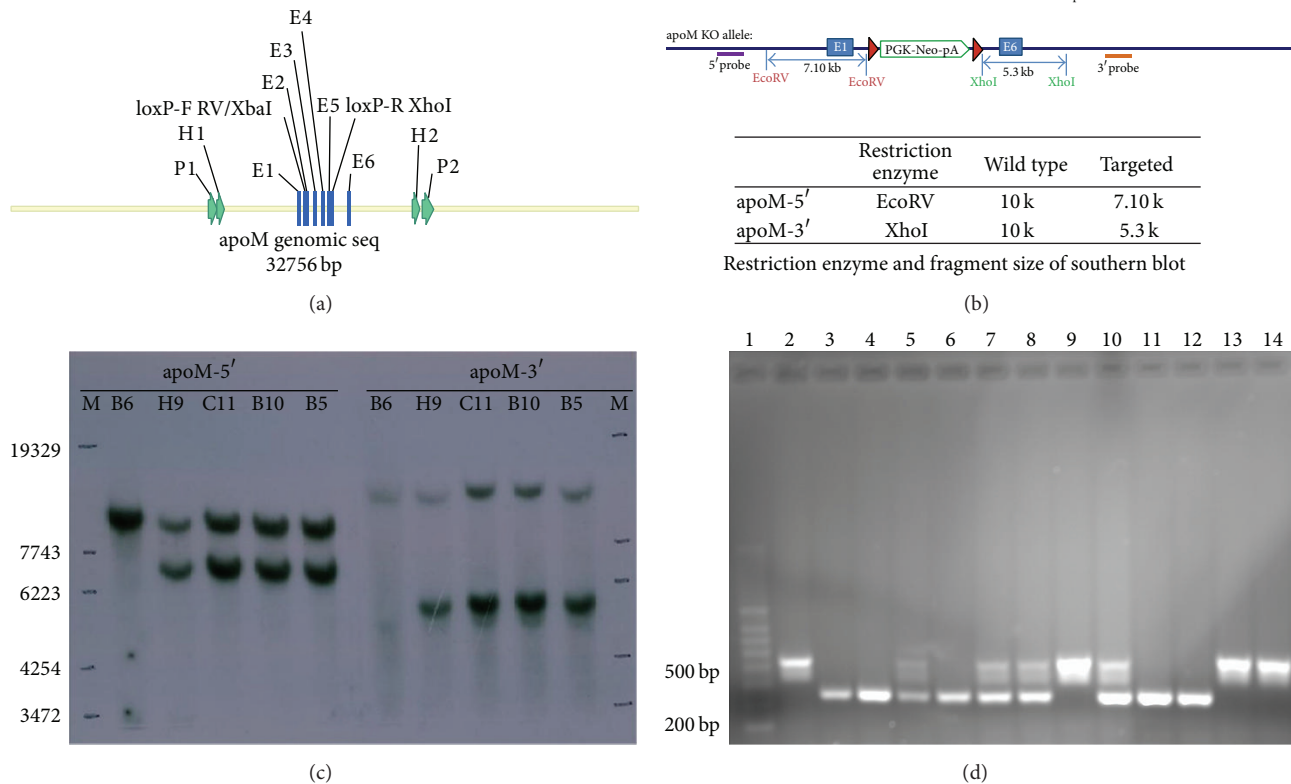 E4
E3
E2
loxP-F RV/XbaI
E5 loxP-R XhoI
H1
H2
P1
E1
E6
P2
apoM genomic seq
32756 bp
(a)
apoM KO allele:
E1
PGK-Neo-pA
E6
5′probe
7.10 kb
5.3 kb
3′probe
EcoRV
EcoRV
XhoI
XhoI
Restriction enzyme
Wild type
Targeted
apoM-5′ EcoRV 10 k 7.10 k
apoM-3′ XhoI 10 k 5.3 k
Restriction enzyme and fragment size of southern blot
(b)
apoM-5′ apoM-3′
M B6 H9 C11 B10 B5 B6 H9 C11 B10 B5 M
19329
7743
6223
4254
3472
(c)
1 2 3 4 5 6 7 8 9 10 11 12 13 14
500 bp
200 bp
(d)